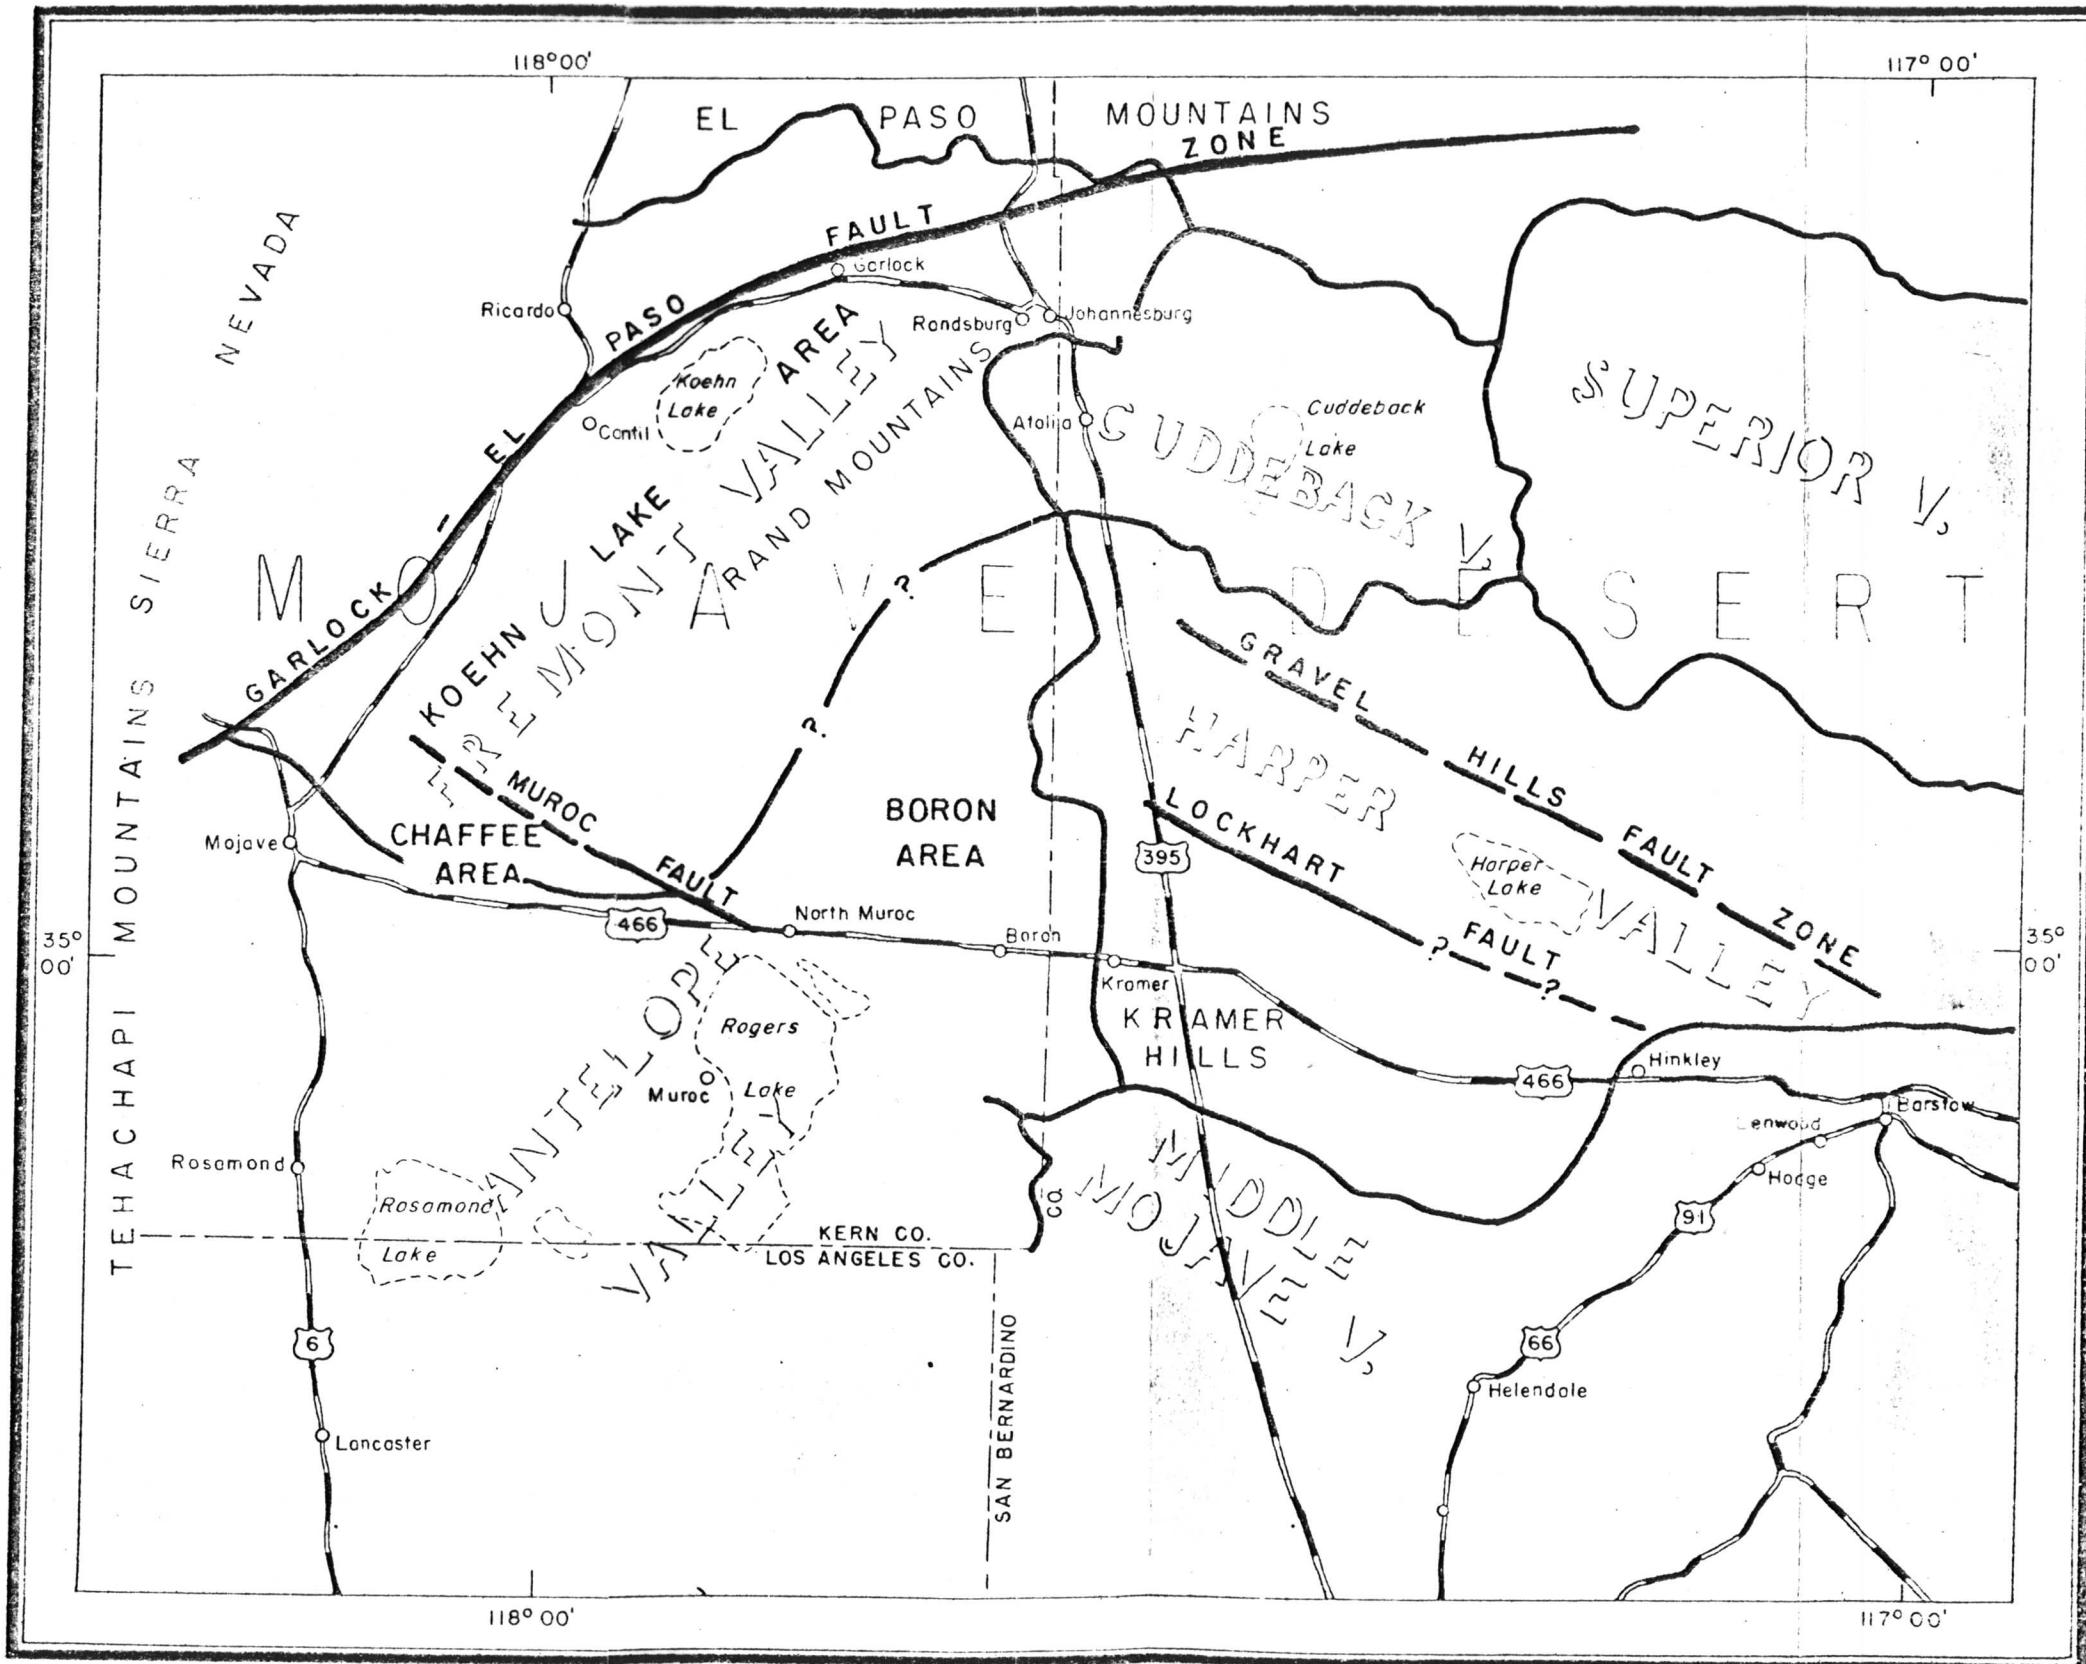 118° 00'
117° 00'
EL PASO MOUNTAINS
GARLOCK - EL PASO FAULT ZONE
SIERRA NEVADA
TEHACHAPI MOUNTAINS
MOJAVE DESERT
Ricardo
Garlock
Randsburg
Johannesburg
Koehn
Lake
Cantil
KOEHN LAKE AREA
FREMONT VALLEY
RAND MOUNTAINS
Atolia
Cuddeback
Lake
CUDDEBACK V.
SUPERIOR V.
?
?
GRAVEL HILLS FAULT ZONE
HARPER VALLEY
Harper
Lake
LOCKHART FAULT
?
?
MUROC FAULT
CHAFFEE
AREA
BORON
AREA
Mojave
395
466
North Muroc
Boron
Kramer
35°
00'
35°
00'
KRAMER
HILLS
ANTELOPE
VALLEY
Rogers
Lake
Muroc
Hinkley
466
Barstow
Lenwood
Hodge
91
MIDDLE
MOJAVE V.
Rosamond
Rosamond
Lake
KERN CO.
LOS ANGELES CO.
SAN BERNARDINO CO.
6
66
Helendale
Lancaster
118° 00'
117° 00'